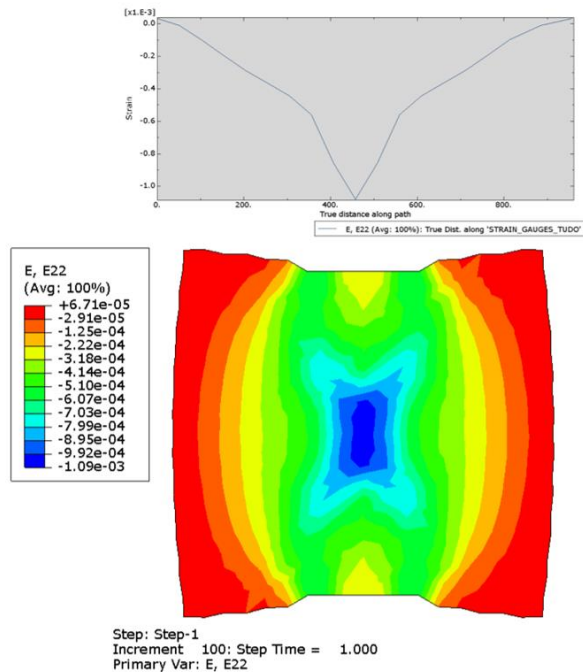 [x1.E-3]
0.0
-0.2
-0.4
-0.6
-0.8
-1.0
Strain
0. 200. 400. 600. 800.
True distance along path
E, E22 (Avg: 100%): True Dist. along 'STRAIN_GAUGES_TUDO'
E, E22
(Avg: 100%)
+6.71e-05
-2.91e-05
-1.25e-04
-2.22e-04
-3.18e-04
-4.14e-04
-5.10e-04
-6.07e-04
-7.03e-04
-7.99e-04
-8.95e-04
-9.92e-04
-1.09e-03
Step: Step-1
Increment 100: Step Time = 1.000
Primary Var: E, E22